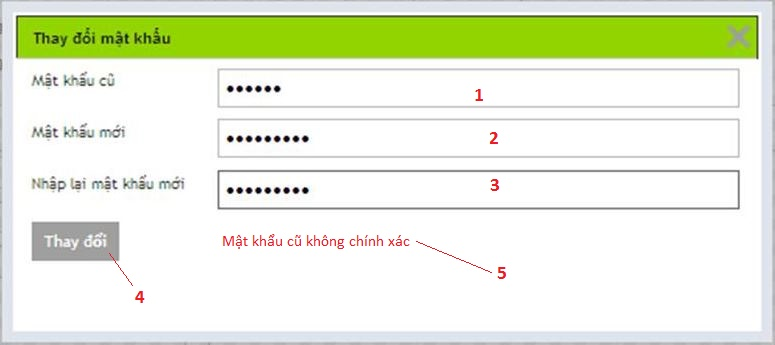 Thay đổi mật khẩu
Mật khẩu cũ
•••••• 1
Mật khẩu mới
••••••••• 2
Nhập lại mật khẩu mới
••••••••• 3
Thay đổi
Mật khẩu cũ không chính xác
4
5